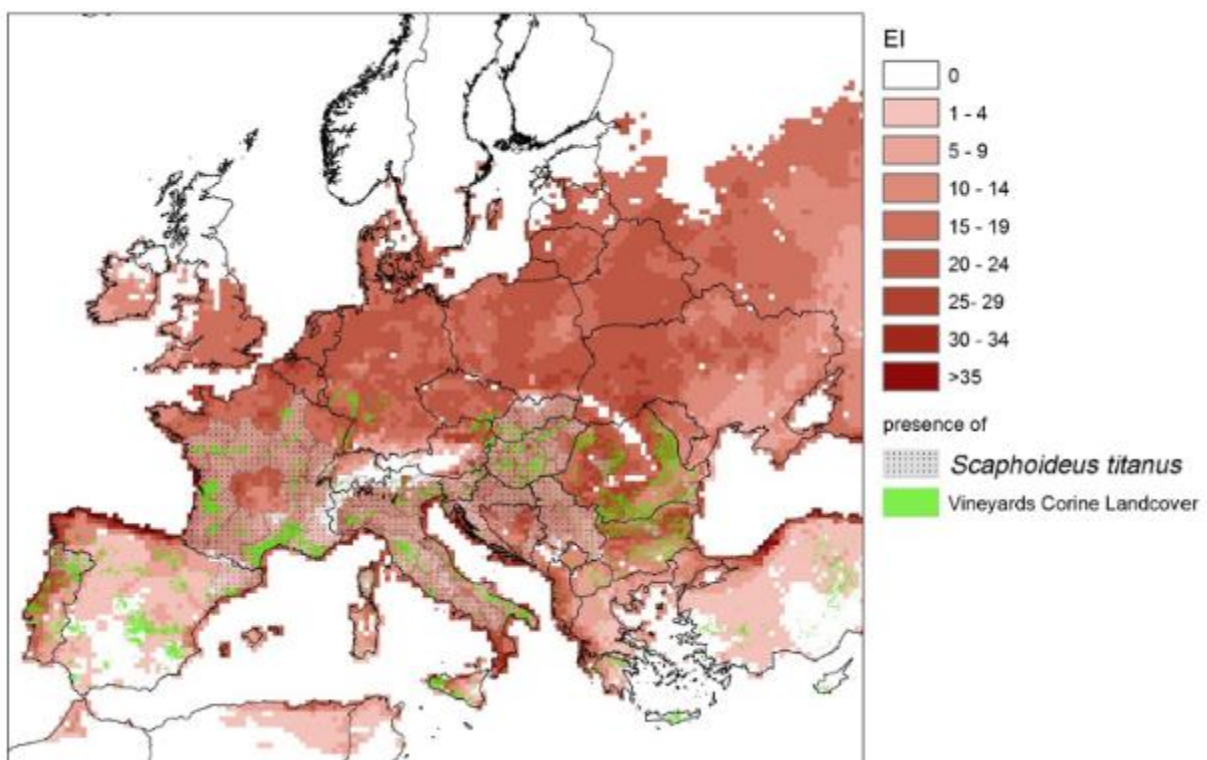 EI
0
1 - 4
5 - 9
10 - 14
15 - 19
20 - 24
25 - 29
30 - 34
>35
presence of
Scaphoideus titanus
Vineyards Corine Landcover